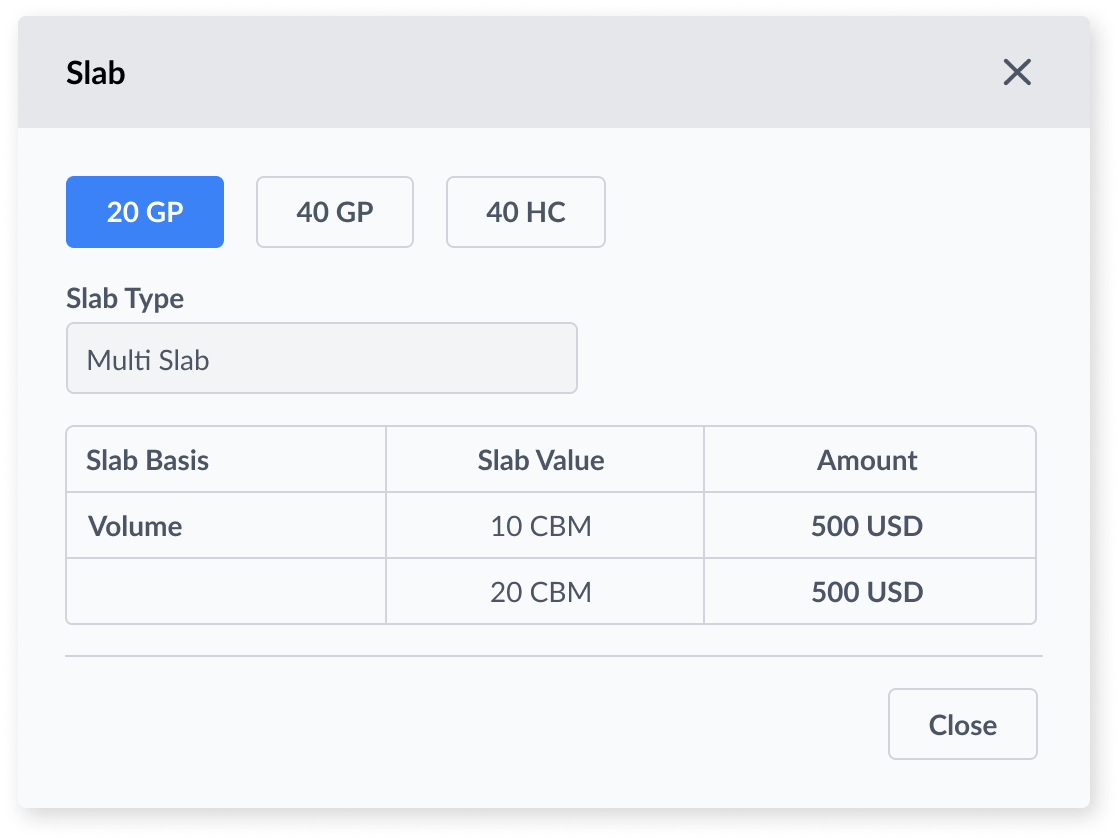 Slab
20 GP 40 GP 40 HC
Slab Type
Multi Slab
Slab Basis Slab Value Amount
Volume 10 CBM 500 USD
20 CBM 500 USD
Close